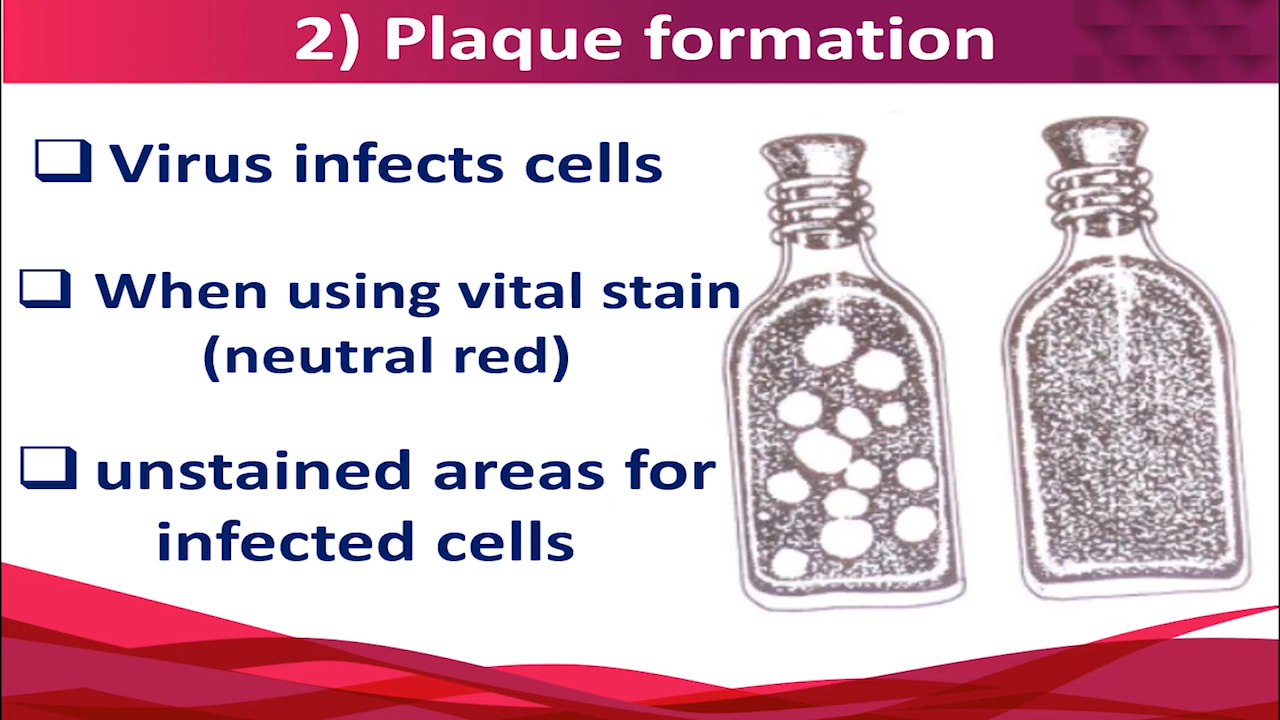 2) Plaque formation
Virus infects cells
When using vital stain
(neutral red)
unstained areas for
infected cells